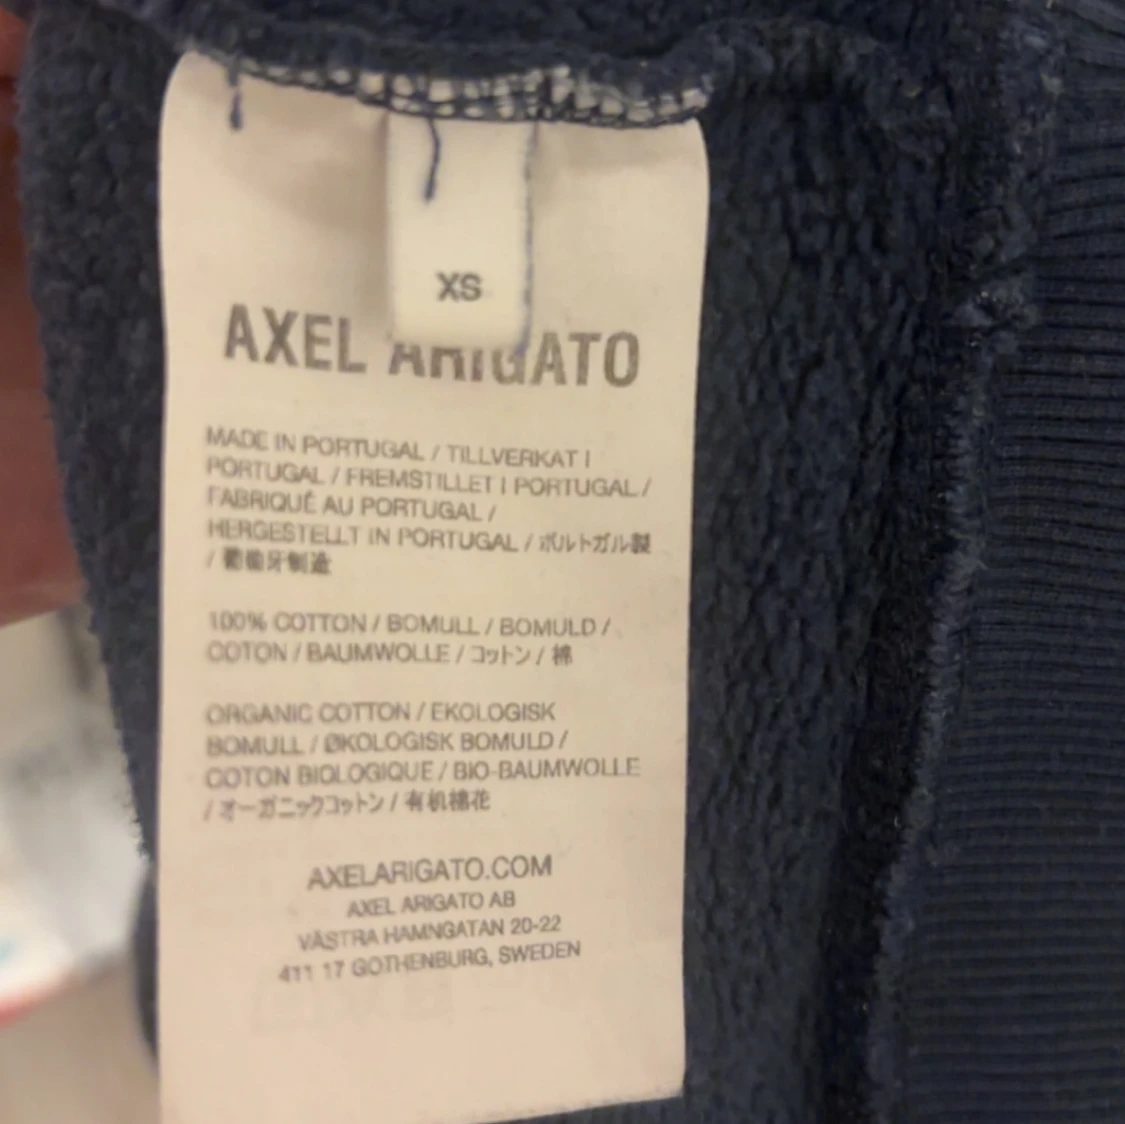 XS
AXEL ARIGATO
MADE IN PORTUGAL / TILLVERKAT I
PORTUGAL / FREMSTILLET I PORTUGAL /
FABRIQUÉ AU PORTUGAL /
HERGESTELLT IN PORTUGAL / ポルトガル製
/ 葡萄牙制造
100% COTTON / BOMULL / BOMULD /
COTON / BAUMWOLLE / コットン / 棉
ORGANIC COTTON / EKOLOGISK
BOMULL / ØKOLOGISK BOMULD /
COTON BIOLOGIQUE / BIO-BAUMWOLLE
/ オーガニックコットン / 有机棉花
AXELARIGATO.COM
AXEL ARIGATO AB
VÄSTRA HAMNGATAN 20-22
411 17 GOTHENBURG, SWEDEN